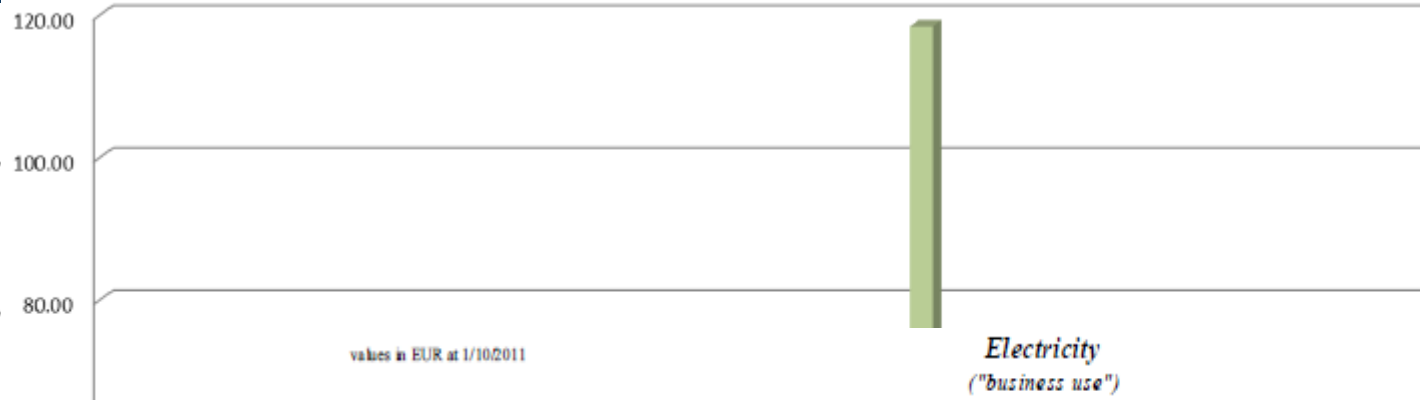 120.00
100.00
80.00
values in EUR at 1/10/2011
Electricity
("business use")